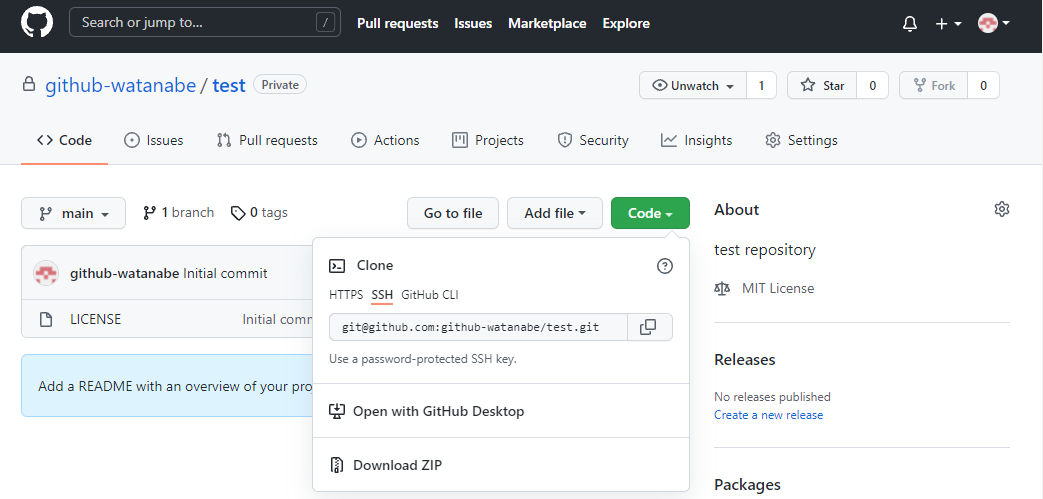 Search or jump to... /
Pull requests Issues Marketplace Explore
github-watanabe / test Private
Unwatch 1 Star 0 Fork 0
Code Issues Pull requests Actions Projects Security Insights Settings
main 1 branch 0 tags Go to file Add file Code
About
github-watanabe Initial commit
LICENSE Initial comm
Add a README with an overview of your pro
Clone
HTTPS SSH GitHub CLI
git@github.com:github-watanabe/test.git
Use a password-protected SSH key.
Open with GitHub Desktop
Download ZIP
test repository
MIT License
Releases
No releases published
Create a new release
Packages